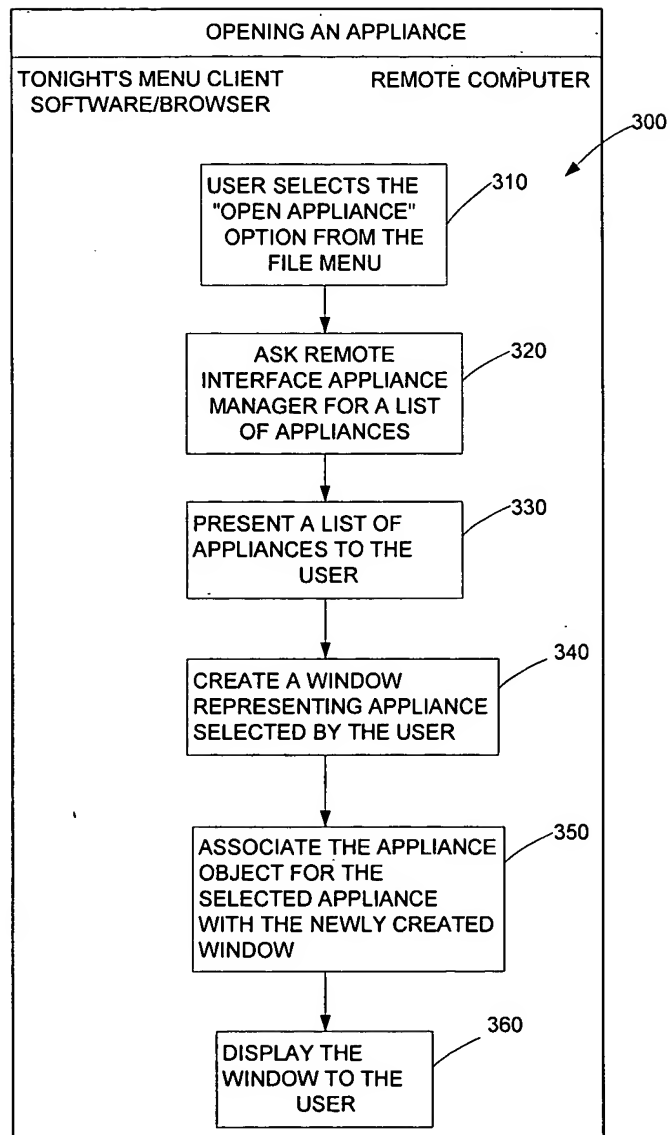 OPENING AN APPLIANCE
TONIGHT'S MENU CLIENT
SOFTWARE/BROWSER
REMOTE COMPUTER
300
USER SELECTS THE
"OPEN APPLIANCE"
OPTION FROM THE
FILE MENU
310
ASK REMOTE
INTERFACE APPLIANCE
MANAGER FOR A LIST
OF APPLIANCES
320
PRESENT A LIST OF
APPLIANCES TO THE
USER
330
CREATE A WINDOW
REPRESENTING APPLIANCE
SELECTED BY THE USER
340
ASSOCIATE THE APPLIANCE
OBJECT FOR THE
SELECTED APPLIANCE
WITH THE NEWLY CREATED
WINDOW
350
DISPLAY THE
WINDOW TO THE
USER
360